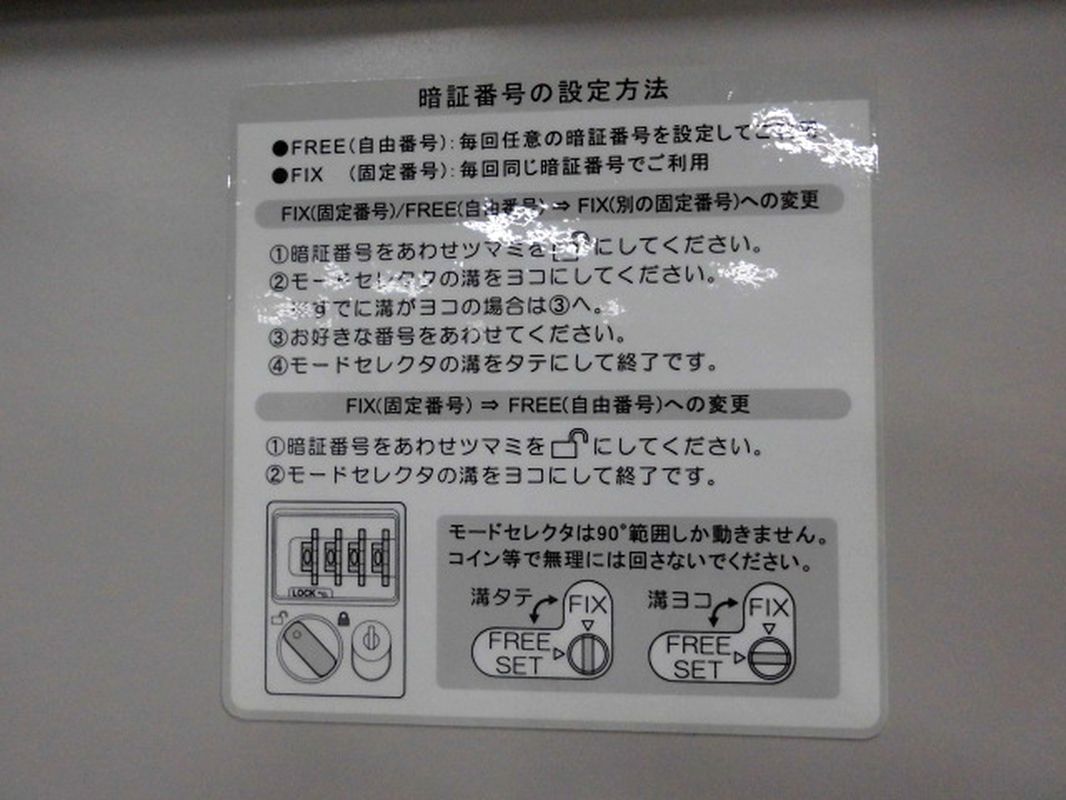 暗証番号の設定方法
●FREE(自由番号):毎回任意の暗証番号を設定してご利用
●FIX (固定番号):毎回同じ暗証番号でご利用
FIX(固定番号)/FREE(自由番号) ⇒ FIX(別の固定番号)への変更
①暗証番号をあわせツマミを にしてください。
②モードセレクタの溝をヨコにしてください。
すでに溝がヨコの場合は③へ。
③お好きな番号をあわせてください。
④モードセレクタの溝をタテにして終了です。
FIX(固定番号) ⇒ FREE(自由番号)への変更
①暗証番号をあわせツマミを にしてください。
②モードセレクタの溝をヨコにして終了です。
0 0 0 0
LOCK
モードセレクタは90°範囲しか動きません。
コイン等で無理には回さないでください。
溝タテ
FIX
FREE
SET
溝ヨコ
FIX
FREE
SET